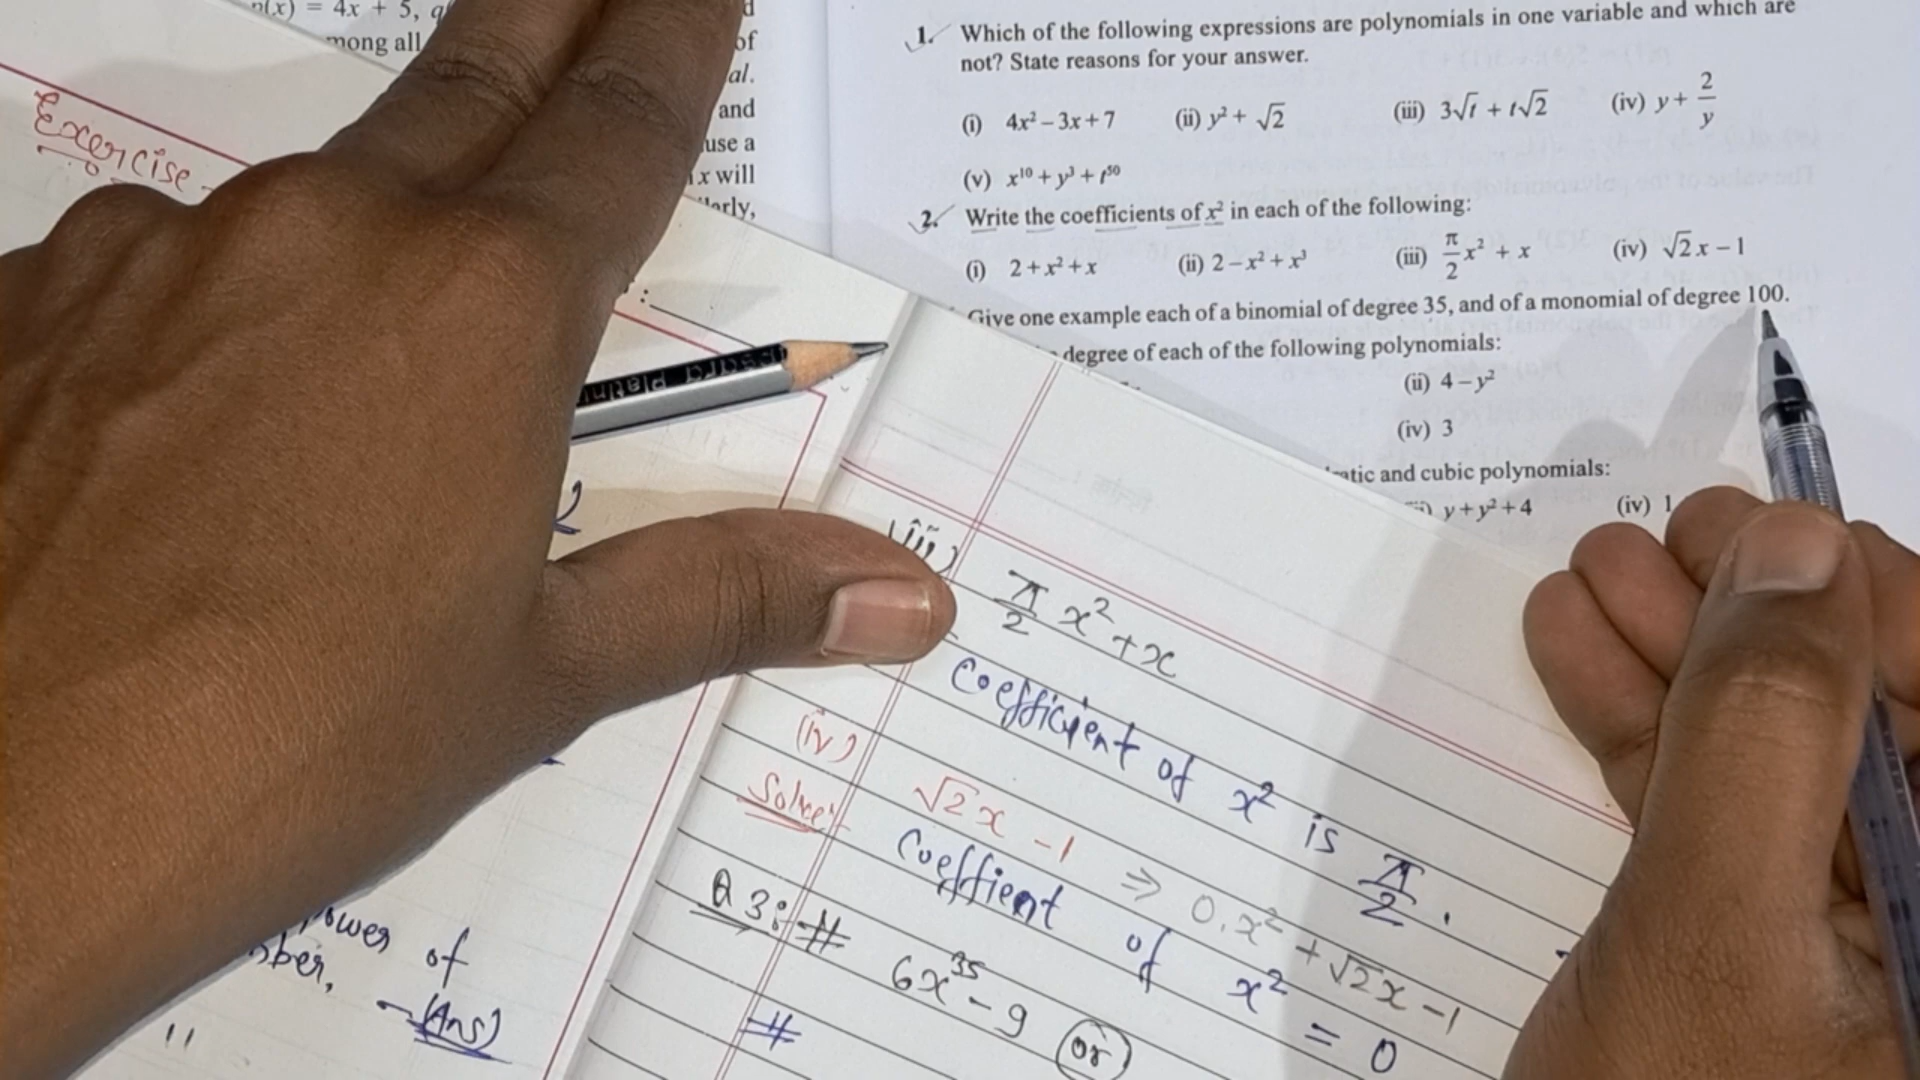 p(x) = 4x + 5, q
mong all
of
al.
and
use a
x will
arly,
Exercise
1. Which of the following expressions are polynomials in one variable and which are
not? State reasons for your answer.
(i) 4x² – 3x + 7 (ii) y² + √2 (iii) 3√t + t√2 (iv) y + 2/y
(v) x¹⁰ + y³ + t⁵⁰
2. Write the coefficients of x² in each of the following:
(i) 2 + x² + x (ii) 2 – x² + x³ (iii) π/2 x² + x (iv) √2 x – 1
Give one example each of a binomial of degree 35, and of a monomial of degree 100.
degree of each of the following polynomials:
(ii) 4 – y²
(iv) 3
atic and cubic polynomials:
y + y² + 4 (iv) 1
(iii) π/2 x² + x
Coefficient of x² is π/2.
(iv) √2x - 1 ⇒ 0.x² + √2x - 1
Coeffient of x² = 0
Q3:# 6x³⁵ - 9 or
#
power of
ber,
(Ans)